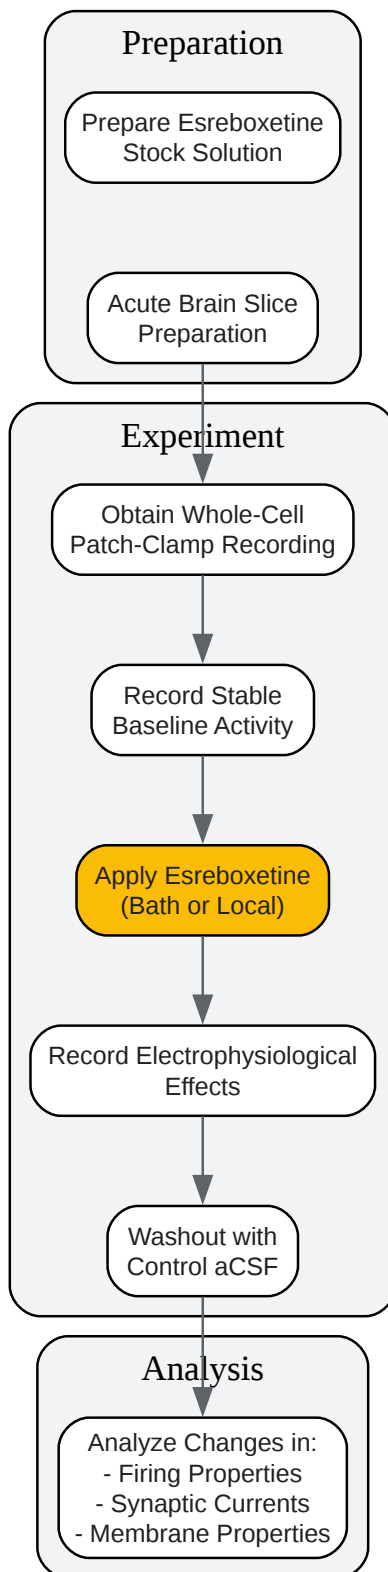 Preparation
Prepare Esreboxetine
Stock Solution
Acute Brain Slice
Preparation
Experiment
Obtain Whole-Cell
Patch-Clamp Recording
Record Stable
Baseline Activity
Apply Esreboxetine
(Bath or Local)
Record Electrophysiological
Effects
Washout with
Control aCSF
Analysis
Analyze Changes in:
- Firing Properties
- Synaptic Currents
- Membrane Properties